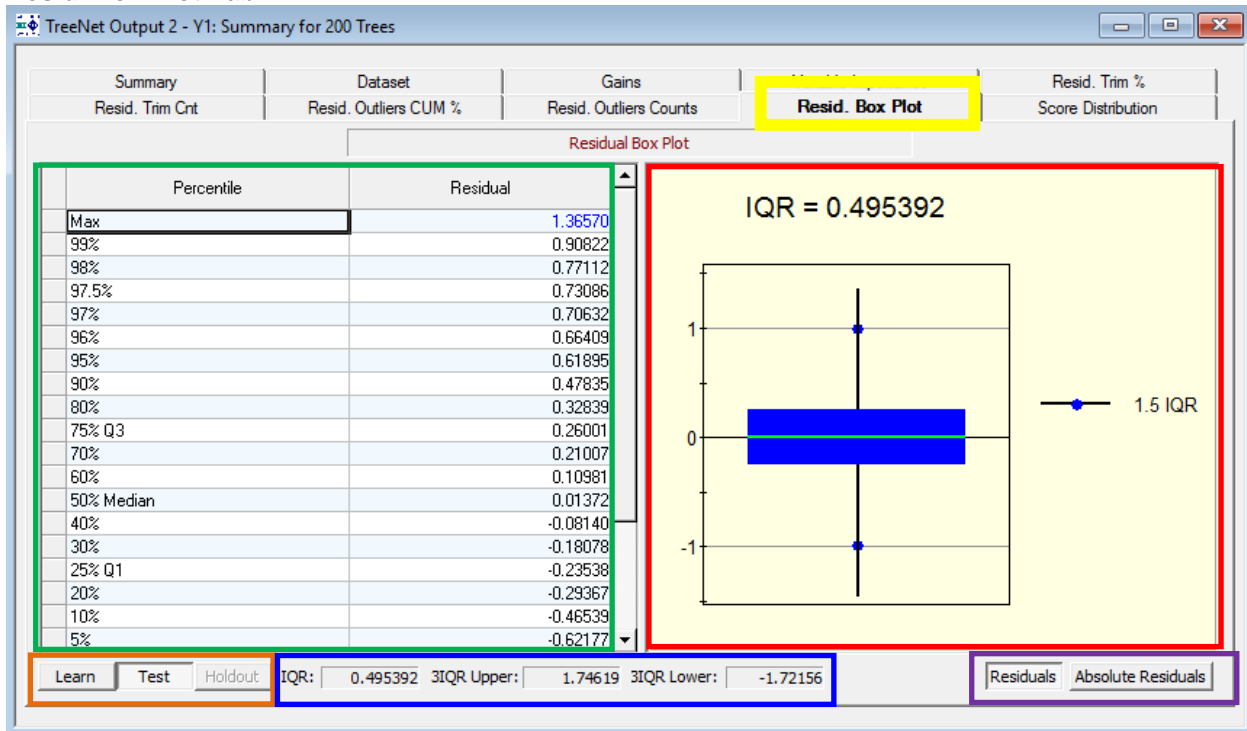 TreeNet Output 2 - Y1: Summary for 200 Trees
Summary Dataset Gains Resid. Trim %
Resid. Trim Cnt Resid. Outliers CUM % Resid. Outliers Counts Resid. Box Plot Score Distribution
Residual Box Plot
Percentile Residual
Max 1.36570
99% 0.90822
98% 0.77112
97.5% 0.73086
97% 0.70632
96% 0.66409
95% 0.61895
90% 0.47835
80% 0.32839
75% Q3 0.26001
70% 0.21007
60% 0.10981
50% Median 0.01372
40% -0.08140
30% -0.18078
25% Q1 -0.23538
20% -0.29367
10% -0.46539
5% -0.62177
IQR = 0.495392
1
0
-1
1.5 IQR
Learn Test Holdout IQR: 0.495392 3IQR Upper: 1.74619 3IQR Lower: -1.72156 Residuals Absolute Residuals